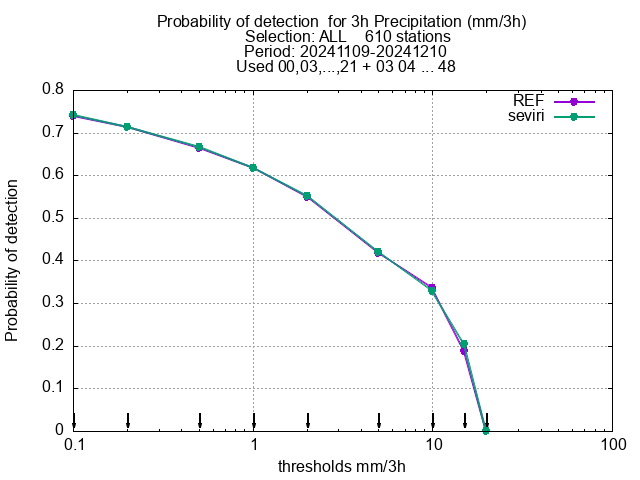 Probability of detection  for 3h Precipitation (mm/3h)
Selection: ALL    610 stations
Period: 20241109-20241210
Used 00,03,...,21 + 03 04 ... 48
REF
seviri
0.8
0.7
0.6
0.5
0.4
0.3
0.2
0.1
0
Probability of detection
0.1 1 10 100
thresholds mm/3h